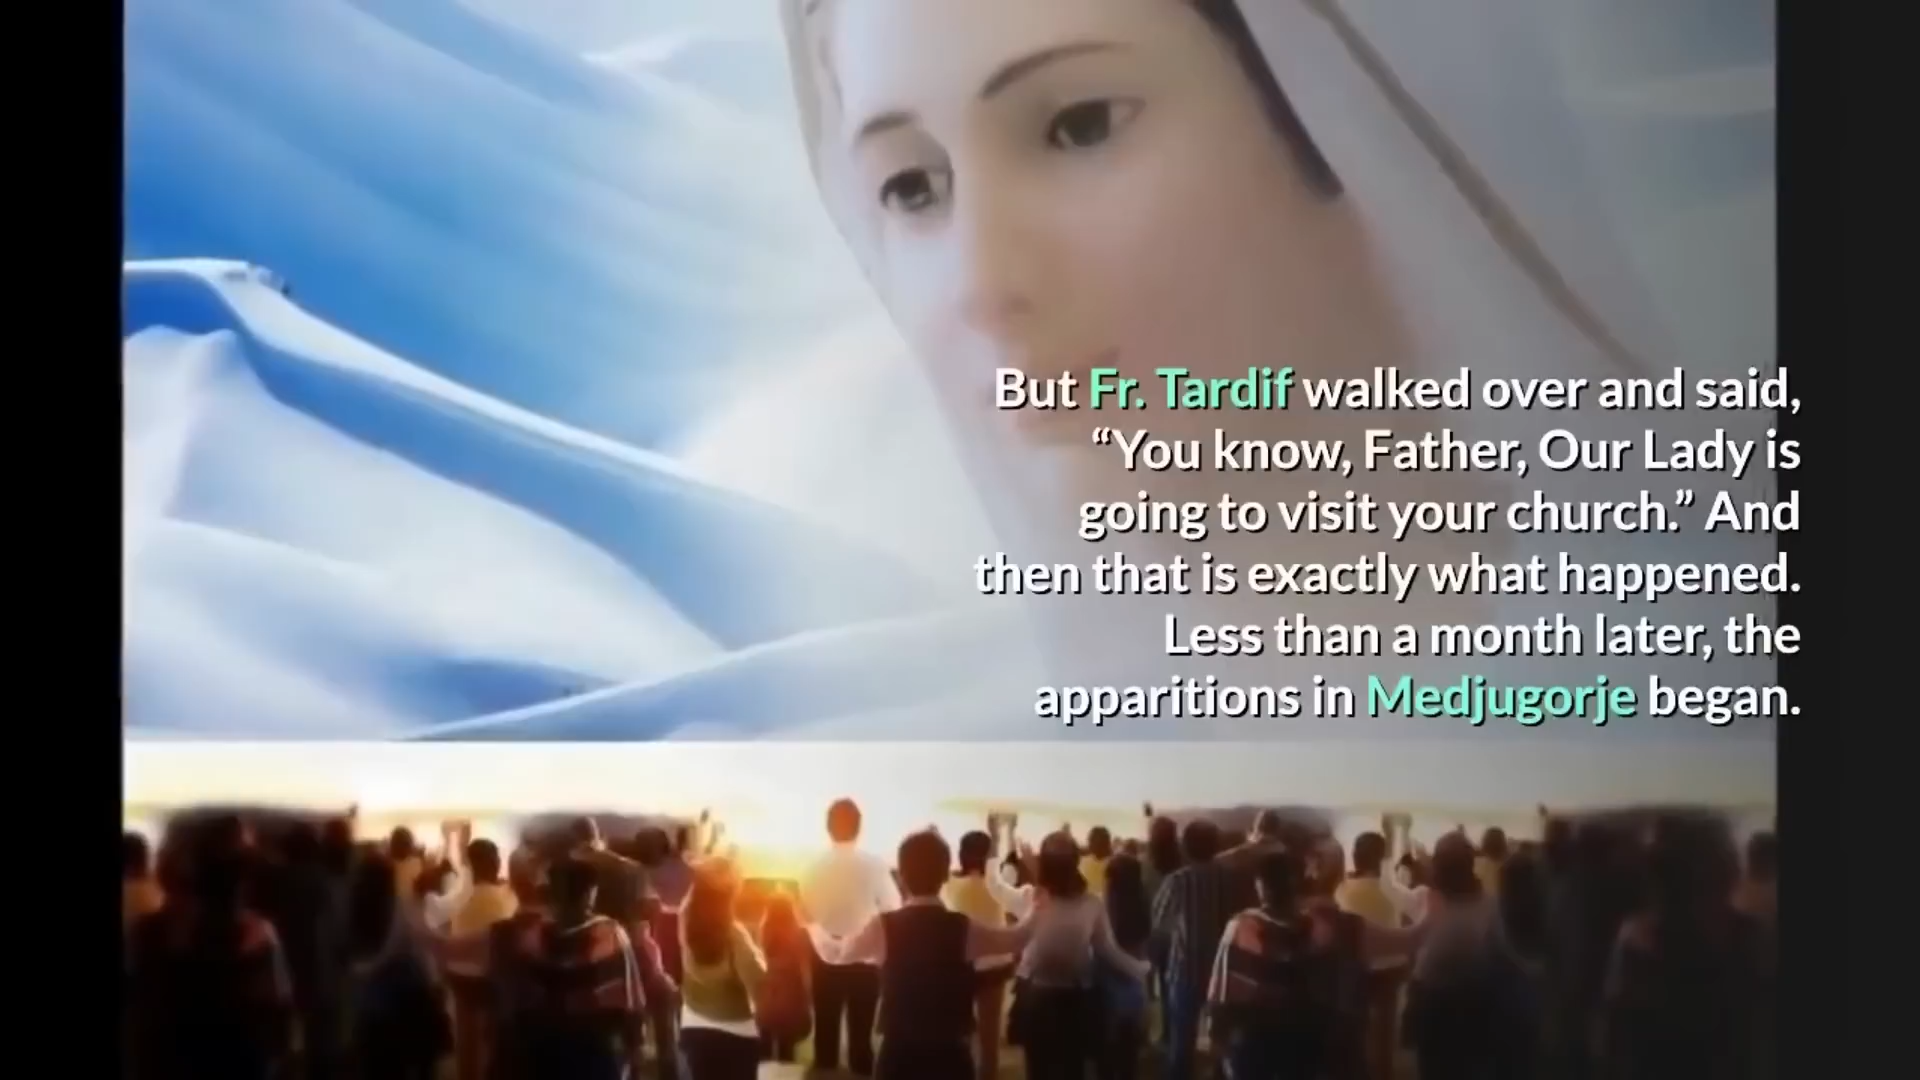 But Fr. Tardif walked over and said,
“You know, Father, Our Lady is
going to visit your church.” And
then that is exactly what happened.
Less than a month later, the
apparitions in Medjugorje began.